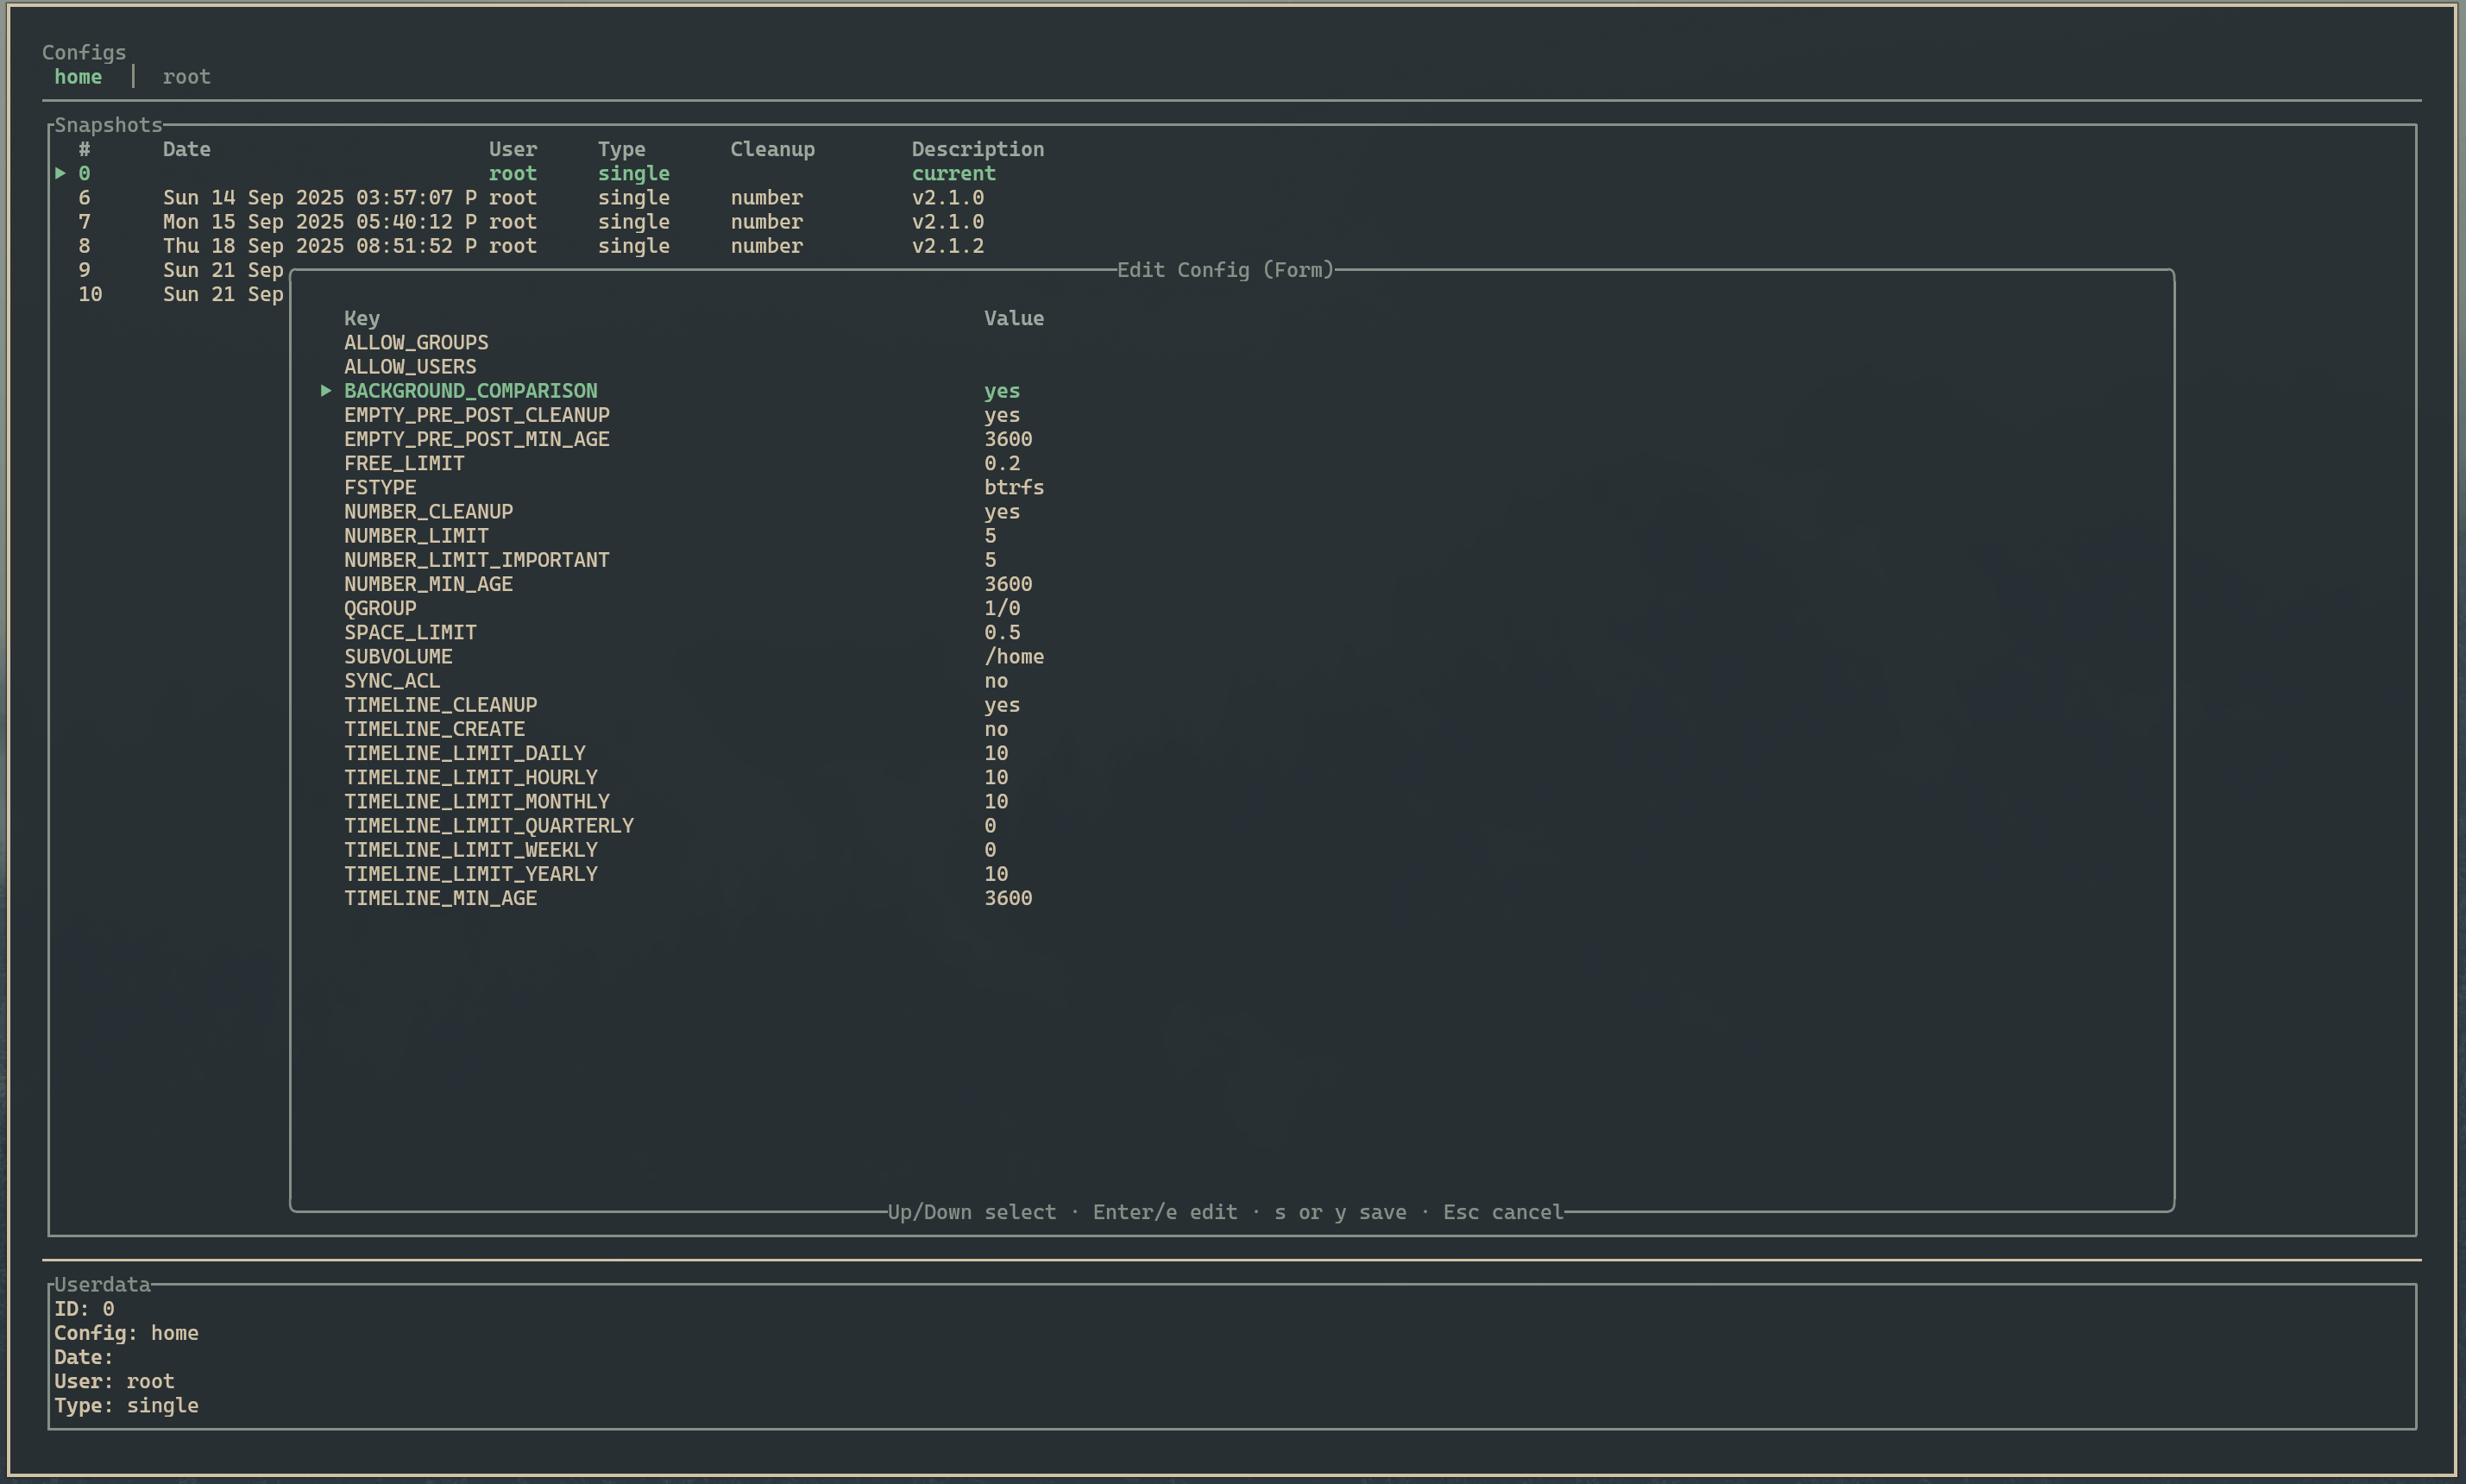 Configs
home │ root
Snapshots
# Date User Type Cleanup Description
▶ 0 root single current
6 Sun 14 Sep 2025 03:57:07 P root single number v2.1.0
7 Mon 15 Sep 2025 05:40:12 P root single number v2.1.0
8 Thu 18 Sep 2025 08:51:52 P root single number v2.1.2
9 Sun 21 Sep
10 Sun 21 Sep
Edit Config (Form)
Key Value
ALLOW_GROUPS
ALLOW_USERS
▶ BACKGROUND_COMPARISON yes
EMPTY_PRE_POST_CLEANUP yes
EMPTY_PRE_POST_MIN_AGE 3600
FREE_LIMIT 0.2
FSTYPE btrfs
NUMBER_CLEANUP yes
NUMBER_LIMIT 5
NUMBER_LIMIT_IMPORTANT 5
NUMBER_MIN_AGE 3600
QGROUP 1/0
SPACE_LIMIT 0.5
SUBVOLUME /home
SYNC_ACL no
TIMELINE_CLEANUP yes
TIMELINE_CREATE no
TIMELINE_LIMIT_DAILY 10
TIMELINE_LIMIT_HOURLY 10
TIMELINE_LIMIT_MONTHLY 10
TIMELINE_LIMIT_QUARTERLY 0
TIMELINE_LIMIT_WEEKLY 0
TIMELINE_LIMIT_YEARLY 10
TIMELINE_MIN_AGE 3600
Up/Down select · Enter/e edit · s or y save · Esc cancel
Userdata
ID: 0
Config: home
Date:
User: root
Type: single